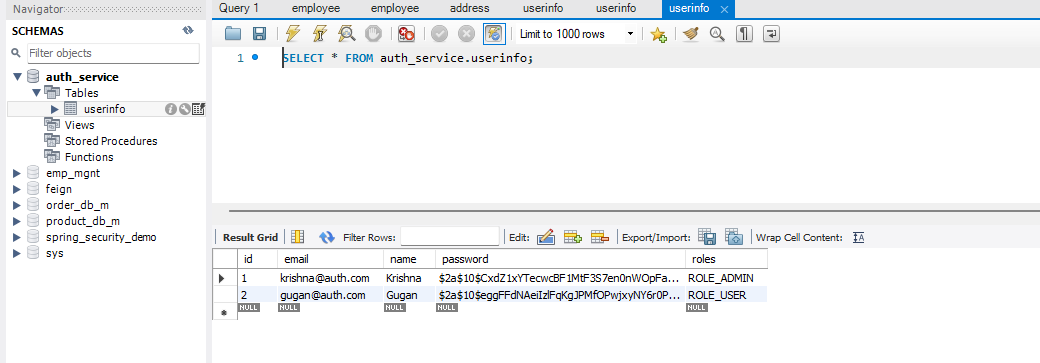 Navigator
Query 1 employee employee address userinfo userinfo userinfo
SCHEMAS
Filter objects
Limit to 1000 rows
auth_service
Tables
userinfo
Views
Stored Procedures
Functions
emp_mgnt
feign
order_db_m
product_db_m
spring_security_demo
sys
1 SELECT * FROM auth_service.userinfo;
Result Grid Filter Rows: Edit: Export/Import: Wrap Cell Content:
id email name password roles
1 krishna@auth.com Krishna $2a$10$CxdZ1xYTecwcBF1MtF3S7en0nWOpFa... ROLE_ADMIN
2 gugan@auth.com Gugan $2a$10$eggFFdNAeiIzlFqKgJPMfOPwjxyNY6r0P... ROLE_USER
NULL NULL NULL NULL NULL